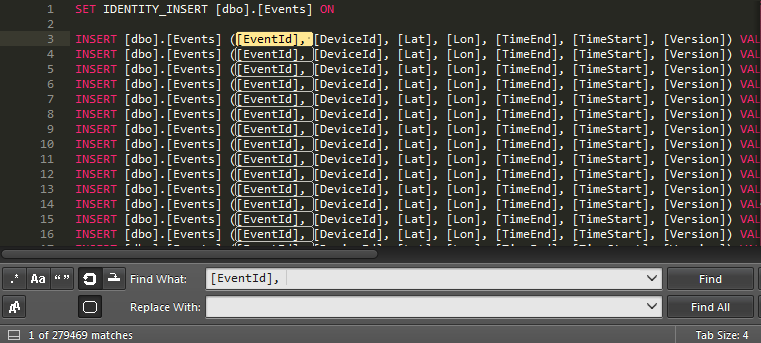 1 SET IDENTITY_INSERT [dbo].[Events] ON
2
3 INSERT [dbo].[Events] ([EventId], [DeviceId], [Lat], [Lon], [TimeEnd], [TimeStart], [Version]) VAL
4 INSERT [dbo].[Events] ([EventId], [DeviceId], [Lat], [Lon], [TimeEnd], [TimeStart], [Version]) VAL
5 INSERT [dbo].[Events] ([EventId], [DeviceId], [Lat], [Lon], [TimeEnd], [TimeStart], [Version]) VAL
6 INSERT [dbo].[Events] ([EventId], [DeviceId], [Lat], [Lon], [TimeEnd], [TimeStart], [Version]) VAL
7 INSERT [dbo].[Events] ([EventId], [DeviceId], [Lat], [Lon], [TimeEnd], [TimeStart], [Version]) VAL
8 INSERT [dbo].[Events] ([EventId], [DeviceId], [Lat], [Lon], [TimeEnd], [TimeStart], [Version]) VAL
9 INSERT [dbo].[Events] ([EventId], [DeviceId], [Lat], [Lon], [TimeEnd], [TimeStart], [Version]) VAL
10 INSERT [dbo].[Events] ([EventId], [DeviceId], [Lat], [Lon], [TimeEnd], [TimeStart], [Version]) VAL
11 INSERT [dbo].[Events] ([EventId], [DeviceId], [Lat], [Lon], [TimeEnd], [TimeStart], [Version]) VAL
12 INSERT [dbo].[Events] ([EventId], [DeviceId], [Lat], [Lon], [TimeEnd], [TimeStart], [Version]) VAL
13 INSERT [dbo].[Events] ([EventId], [DeviceId], [Lat], [Lon], [TimeEnd], [TimeStart], [Version]) VAL
14 INSERT [dbo].[Events] ([EventId], [DeviceId], [Lat], [Lon], [TimeEnd], [TimeStart], [Version]) VAL
15 INSERT [dbo].[Events] ([EventId], [DeviceId], [Lat], [Lon], [TimeEnd], [TimeStart], [Version]) VAL
16 INSERT [dbo].[Events] ([EventId], [DeviceId], [Lat], [Lon], [TimeEnd], [TimeStart], [Version]) VAL
.* Aa “” Find What: [EventId], Find
AA Replace With: Find All
1 of 279469 matches Tab Size: 4